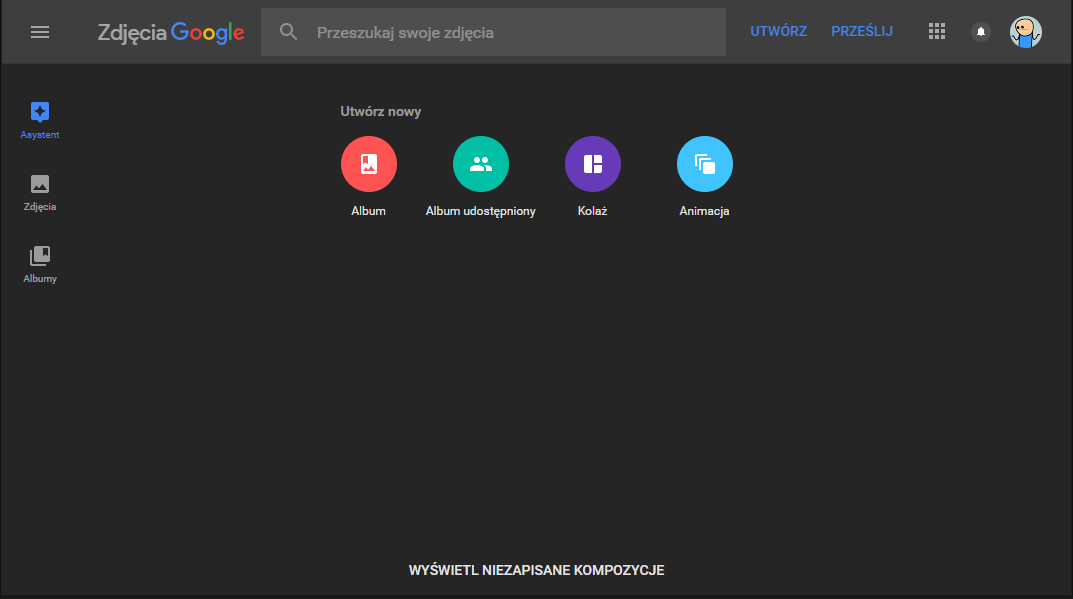 Zdjęcia Google
Przeszukaj swoje zdjęcia
UTWÓRZ
PRZEŚLIJ
Asystent
Zdjęcia
Albumy
Utwórz nowy
Album
Album udostępniony
Kolaż
Animacja
WYŚWIETL NIEZAPISANE KOMPOZYCJE